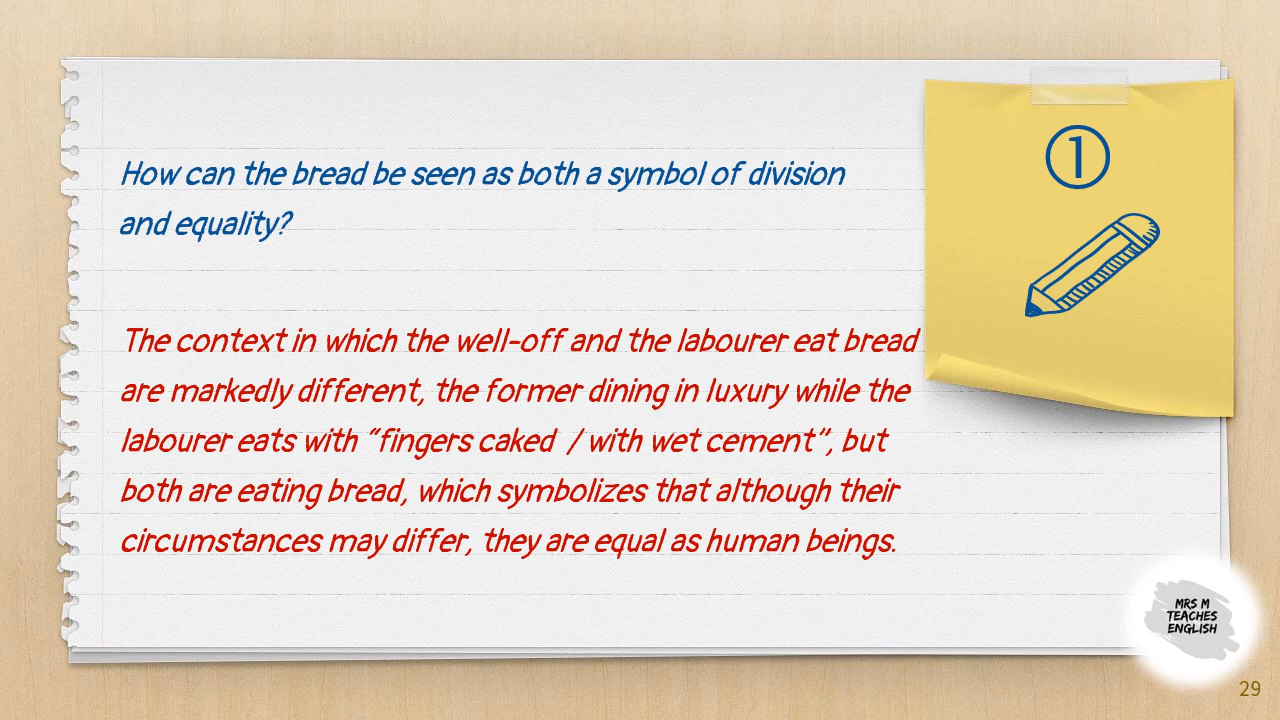 How can the bread be seen as both a symbol of division
and equality?
①
The context in which the well-off and the labourer eat bread
are markedly different, the former dining in luxury while the
labourer eats with “fingers caked / with wet cement”, but
both are eating bread, which symbolizes that although their
circumstances may differ, they are equal as human beings.
MRS M
TEACHES
ENGLISH
29